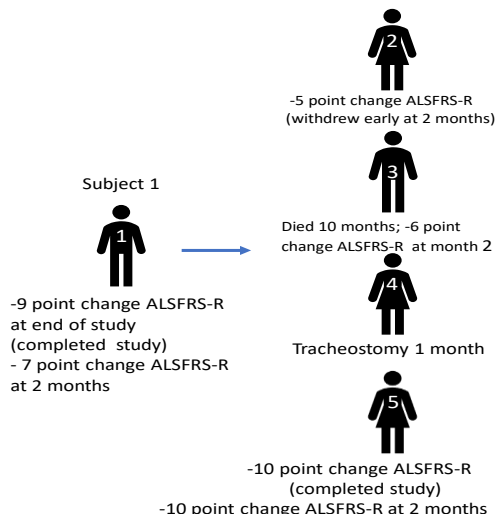 Subject 1
1
-9 point change ALSFRS-R
at end of study
(completed study)
- 7 point change ALSFRS-R
at 2 months
2
-5 point change ALSFRS-R
(withdrew early at 2 months)
3
Died 10 months; -6 point
change ALSFRS-R at month 2
4
Tracheostomy 1 month
5
-10 point change ALSFRS-R
(completed study)
-10 point change ALSFRS-R at 2 months